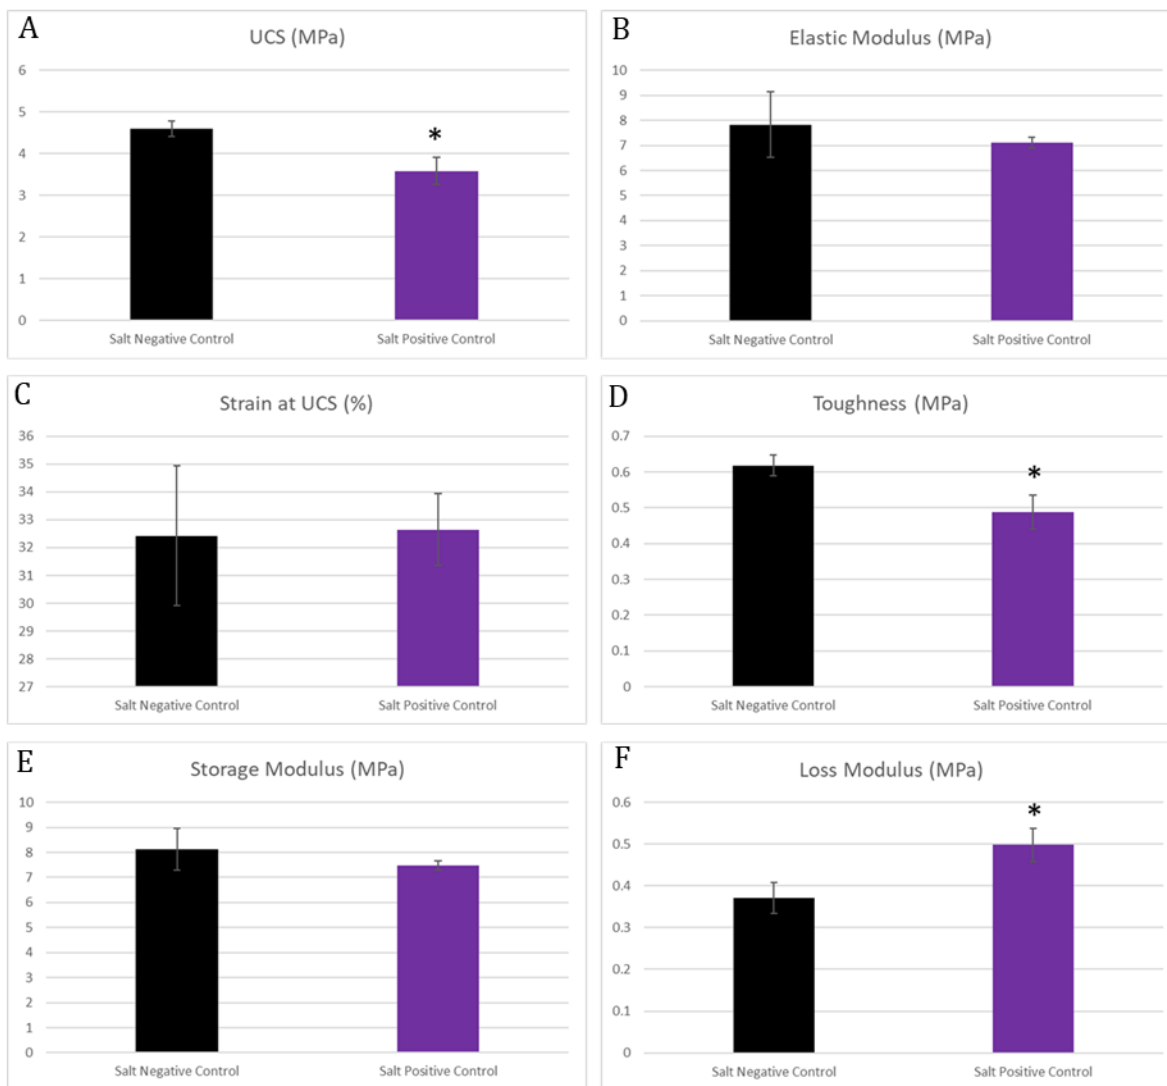 A
UCS (MPa)
6
5
4
3
2
1
0
*
Salt Negative Control
Salt Positive Control
B
Elastic Modulus (MPa)
10
9
8
7
6
5
4
3
2
1
0
Salt Negative Control
Salt Positive Control
C
Strain at UCS (%)
36
35
34
33
32
31
30
29
28
27
Salt Negative Control
Salt Positive Control
D
Toughness (MPa)
0.7
0.6
0.5
0.4
0.3
0.2
0.1
0
*
Salt Negative Control
Salt Positive Control
E
Storage Modulus (MPa)
10
9
8
7
6
5
4
3
2
1
0
Salt Negative Control
Salt Positive Control
F
Loss Modulus (MPa)
0.6
0.5
0.4
0.3
0.2
0.1
0
*
Salt Negative Control
Salt Positive Control